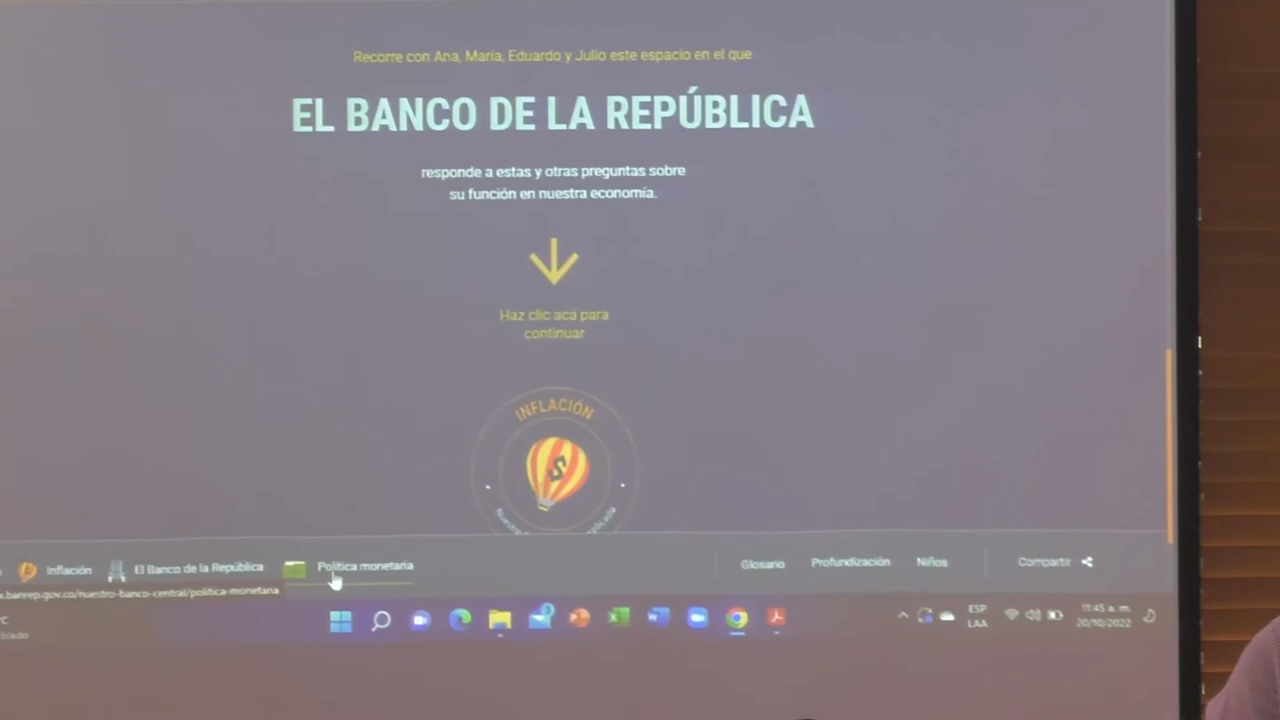 Recorre con Ana, María, Eduardo y Julio este espacio en el que
EL BANCO DE LA REPÚBLICA
responde a estas y otras preguntas sobre
su función en nuestra economía.
Haz clic acá para
continuar
INFLACIÓN
$
Inflación El Banco de la República Política monetaria Glosario Profundización Niños Compartir
.banrep.gov.co/nuestro-banco-central/politica-monetaria
ESP
LAA
11:45 a. m.
20/10/2022